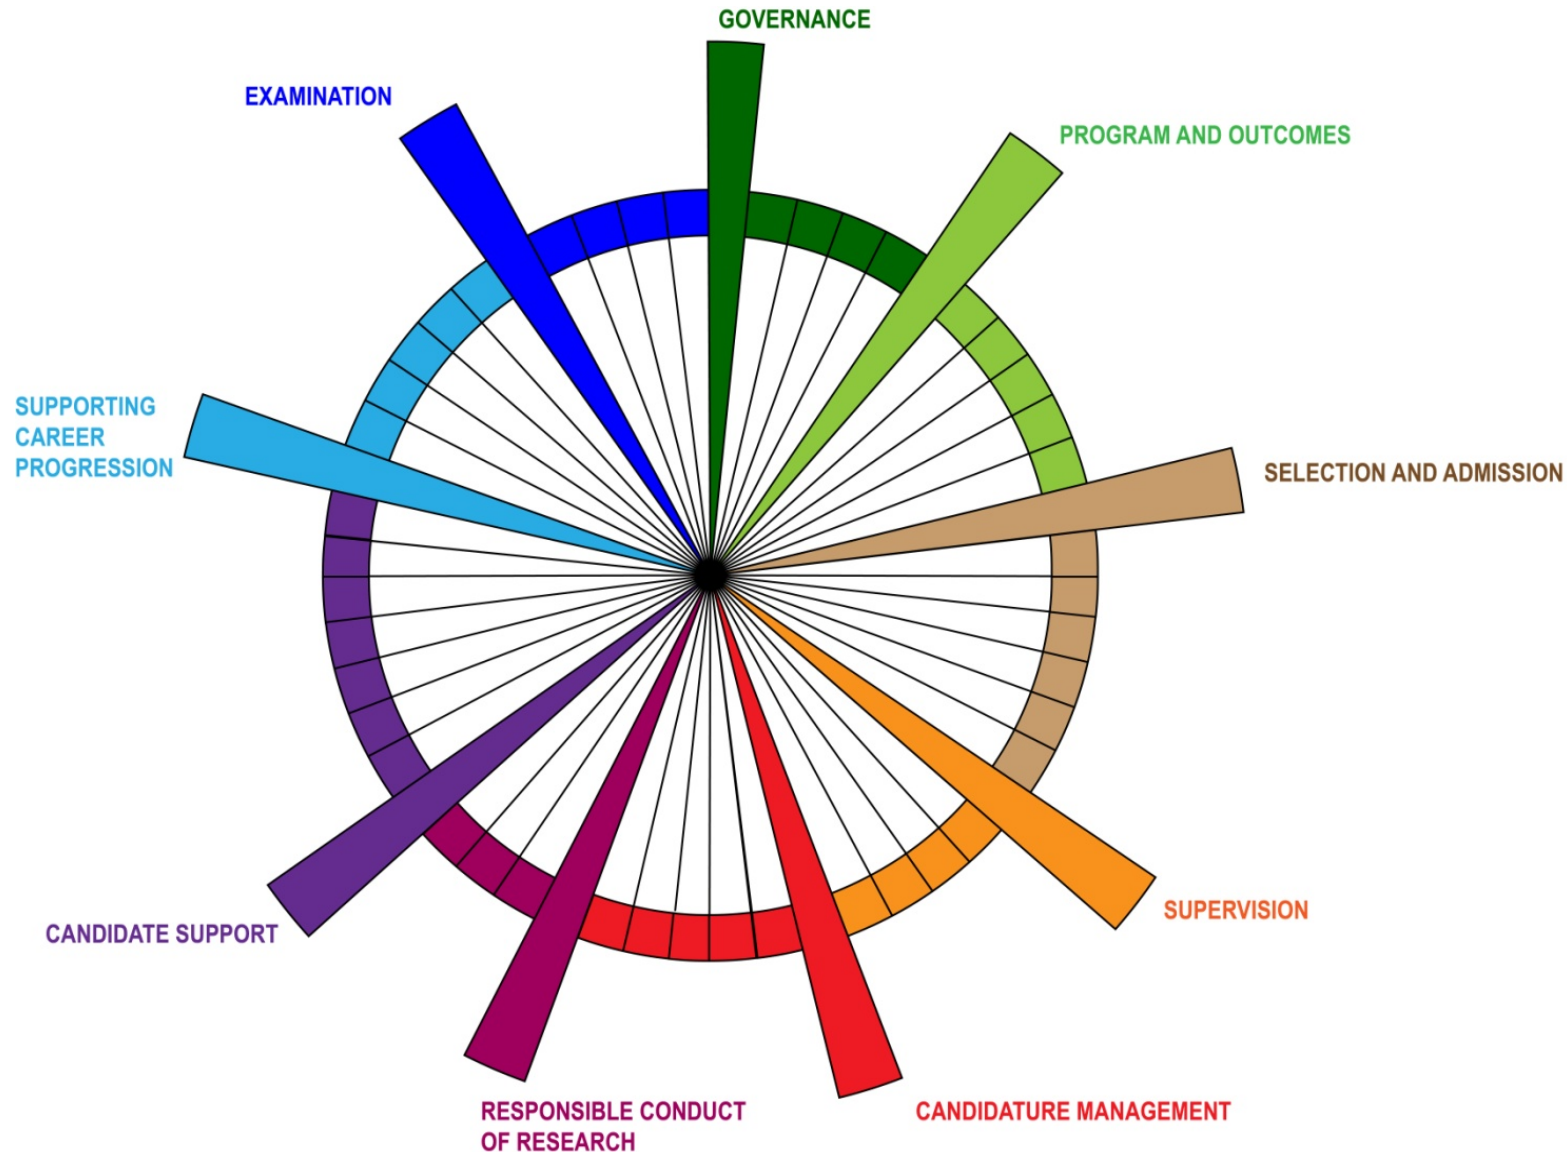 GOVERNANCE
EXAMINATION
PROGRAM AND OUTCOMES
SUPPORTING
CAREER
PROGRESSION
SELECTION AND ADMISSION
CANDIDATE SUPPORT
SUPERVISION
RESPONSIBLE CONDUCT
OF RESEARCH
CANDIDATURE MANAGEMENT